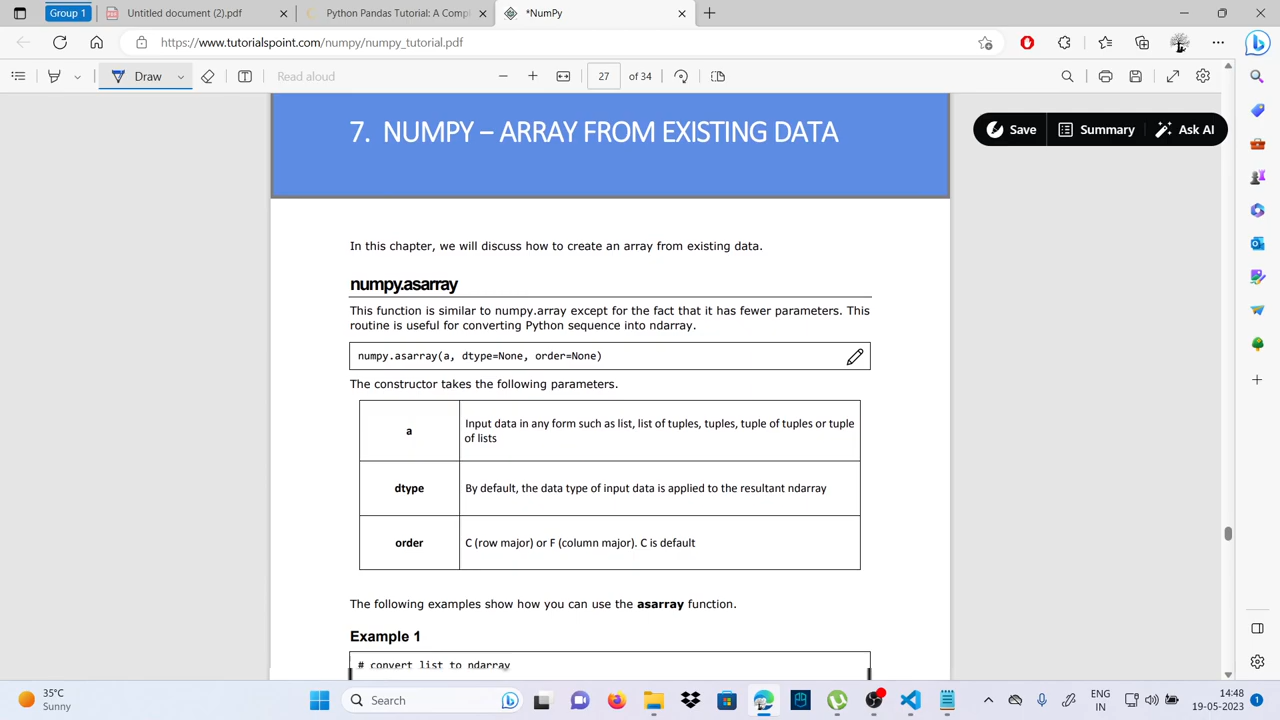 Group 1
Untitled document (2).pdf
Python Pandas Tutorial: A Compl
*NumPy
https://www.tutorialspoint.com/numpy/numpy_tutorial.pdf
Draw
Read aloud
27 of 34
Save
Summary
Ask AI
7. NUMPY – ARRAY FROM EXISTING DATA
In this chapter, we will discuss how to create an array from existing data.
numpy.asarray
This function is similar to numpy.array except for the fact that it has fewer parameters. This
routine is useful for converting Python sequence into ndarray.
numpy.asarray(a, dtype=None, order=None)
The constructor takes the following parameters.
a
Input data in any form such as list, list of tuples, tuples, tuple of tuples or tuple
of lists
dtype
By default, the data type of input data is applied to the resultant ndarray
order
C (row major) or F (column major). C is default
The following examples show how you can use the asarray function.
Example 1
# convert list to ndarray
35°C
Sunny
Search
ENG
IN
14:48
19-05-2023
1